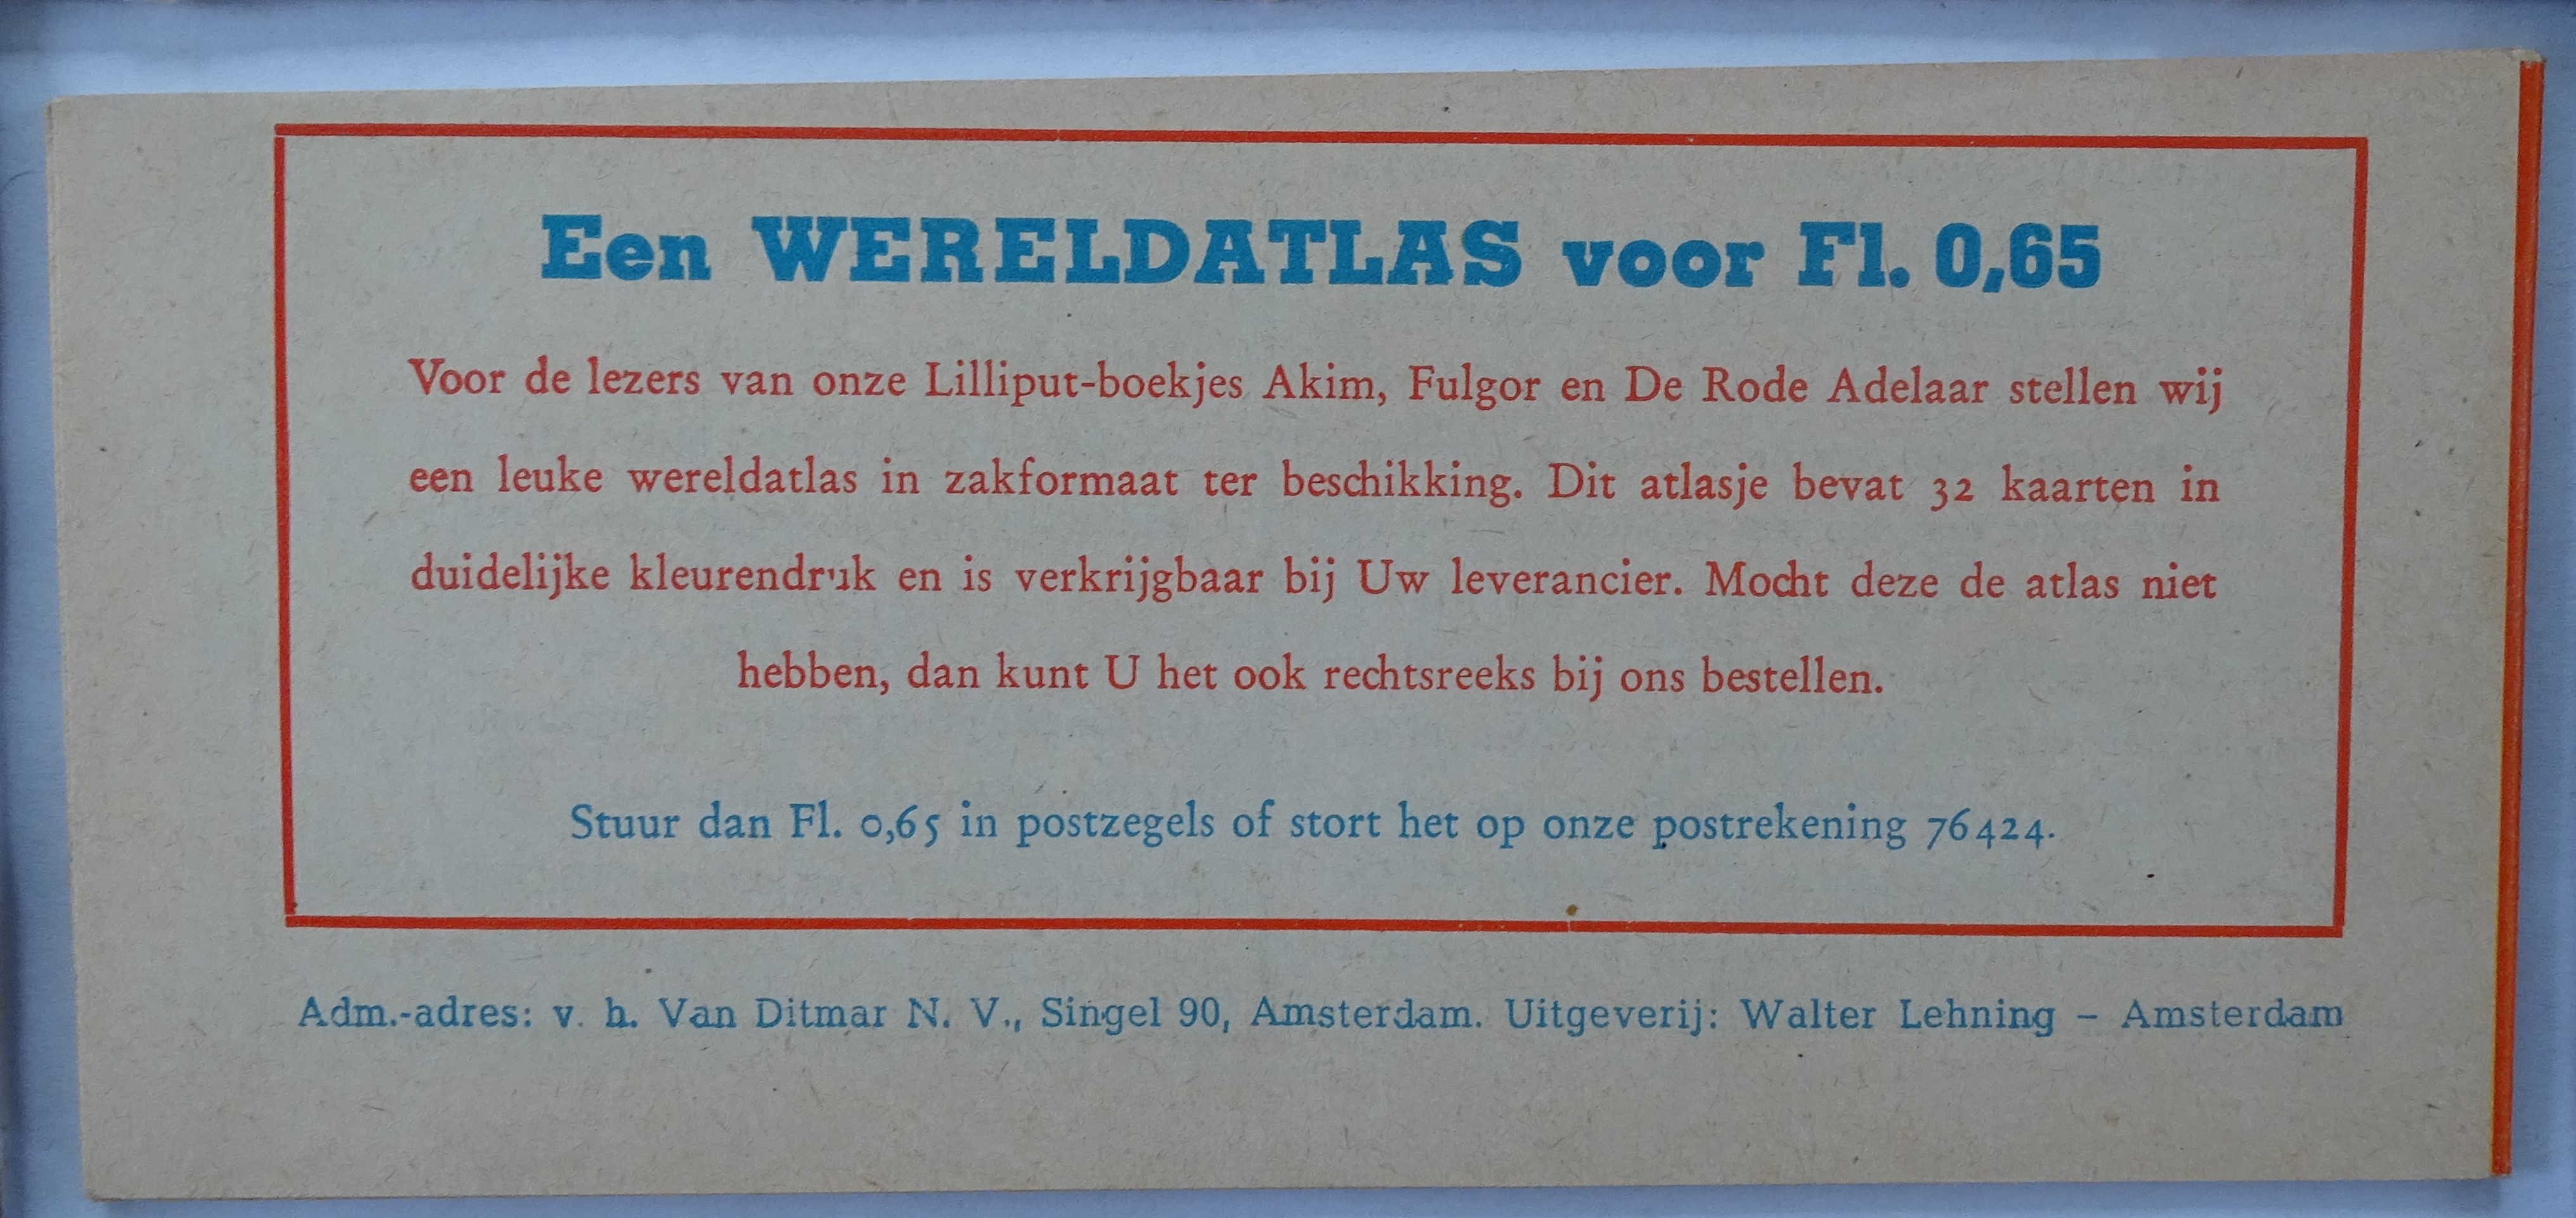 Een WERELDATLAS voor Fl. 0,65
Voor de lezers van onze Lilliput-boekjes Akim, Fulgor en De Rode Adelaar stellen wij
een leuke wereldatlas in zakformaat ter beschikking. Dit atlasje bevat 32 kaarten in
duidelijke kleurendruk en is verkrijgbaar bij Uw leverancier. Mocht deze de atlas niet
hebben, dan kunt U het ook rechtsreeks bij ons bestellen.
Stuur dan Fl. 0,65 in postzegels of stort het op onze postrekening 76424.
Adm.-adres: v. h. Van Ditmar N. V., Singel 90, Amsterdam. Uitgeverij: Walter Lehning – Amsterdam